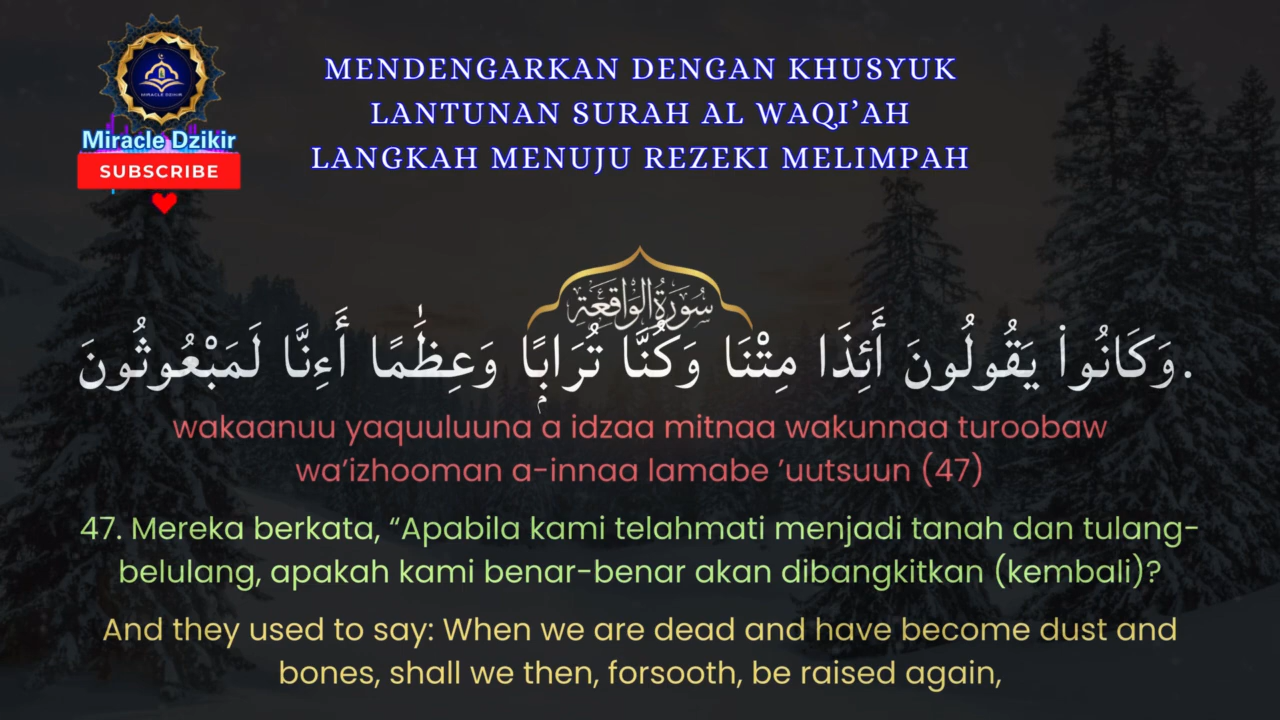 MIRACLE DZIKIR
Miracle Dzikir
SUBSCRIBE
MENDENGARKAN DENGAN KHUSYUK
LANTUNAN SURAH AL WAQI’AH
LANGKAH MENUJU REZEKI MELIMPAH
سُورَةُ الْوَاقِعَةِ
وَكَانُوا۟ يَقُولُونَ أَئِذَا مِتْنَا وَكُنَّا تُرَابًۭا وَعِظَٰمًا أَءِنَّا لَمَبْعُوثُونَ.
wakaanuu yaquuluuna a idzaa mitnaa wakunnaa turoobaw
wa’izhooman a-innaa lamabe ’uutsuun (47)
47. Mereka berkata, “Apabila kami telahmati menjadi tanah dan tulang-
belulang, apakah kami benar-benar akan dibangkitkan (kembali)?
And they used to say: When we are dead and have become dust and
bones, shall we then, forsooth, be raised again,